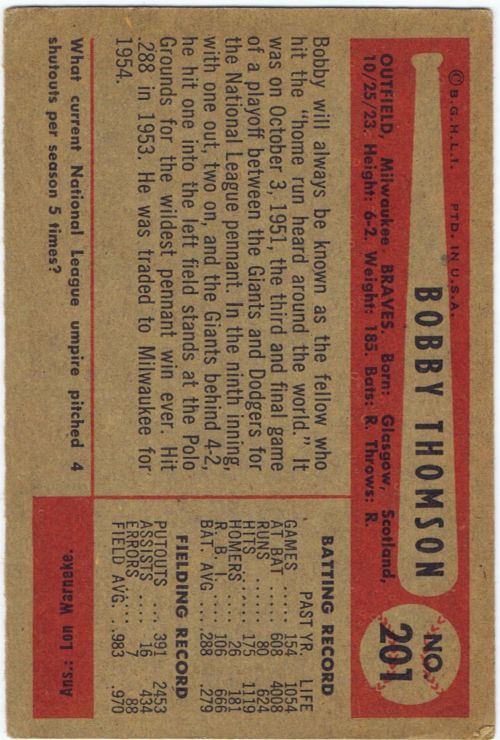 © B.G.H.L.I. PTD. IN U.S.A.
BOBBY THOMSON
NO.
201
OUTFIELD, Milwaukee BRAVES. Born: Glasgow, Scotland,
10/25/23. Height: 6-2. Weight: 185. Bats: R. Throws: R.
Bobby will always be known as the fellow who
hit the "home run heard around the world." It
was on October 3, 1951, the third and final game
of a playoff between the Giants and Dodgers for
the National League pennant. In the ninth inning,
with one out, two on, and the Giants behind 4-2,
he hit one into the left field stands at the Polo
Grounds for the wildest pennant win ever. Hit
.288 in 1953. He was traded to Milwaukee for
1954.
BATTING RECORD
PAST YR. LIFE
GAMES .... 154 1054
AT BAT ... 608 4008
RUNS ..... 80 624
HITS ..... 175 1119
HOMERS .... 26 181
R. B. I. ... 106 666
BAT. AVG. .. .288 .279
FIELDING RECORD
PUTOUTS ... 391 2453
ASSISTS .... 16 434
ERRORS ..... 7 88
FIELD AVG. . .983 .970
What current National League umpire pitched 4
shutouts per season 5 times?
Ans.: Lon Warneke.